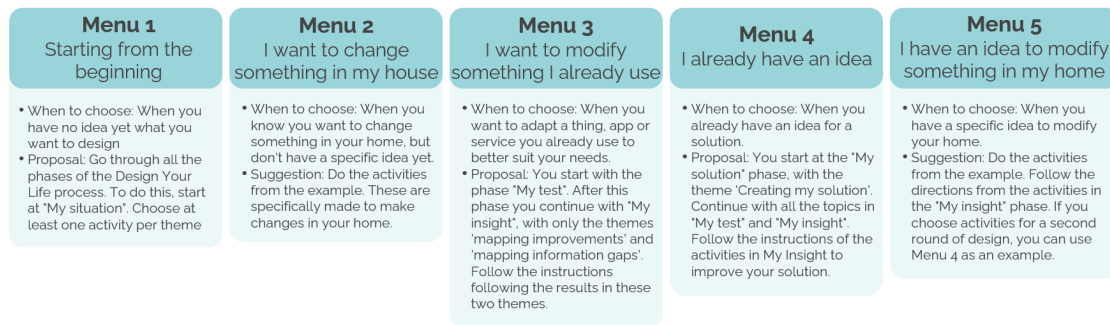 Menu 1
Starting from the
beginning
• When to choose: When you
have no idea yet what you
want to design
• Proposal: Go through all the
phases of the Design Your
Life process. To do this, start
at "My situation". Choose at
least one activity per theme
Menu 2
I want to change
something in my house
• When to choose: When you
know you want to change
something in your home, but
don't have a specific idea yet.
• Suggestion: Do the activities
from the example. These are
specifically made to make
changes in your home.
Menu 3
I want to modify
something I already use
• When to choose: When you
want to adapt a thing, app or
service you already use to
better suit your needs.
• Proposal: You start with the
phase "My test". After this
phase you continue with "My
insight", with only the themes
'mapping improvements' and
'mapping information gaps'.
Follow the instructions
following the results in these
two themes.
Menu 4
I already have an idea
• When to choose: When you
already have an idea for a
solution.
• Proposal: You start at the "My
solution" phase, with the
theme 'Creating my solution'.
Continue with all the topics in
"My test" and "My insight".
Follow the instructions of the
activities in My Insight to
improve your solution.
Menu 5
I have an idea to modify
something in my home
• When to choose: When you
have a specific idea to modify
your home.
• Suggestion: Do the activities
from the example. Follow the
directions from the activities in
the "My insight" phase. If you
choose activities for a second
round of design, you can use
Menu 4 as an example.